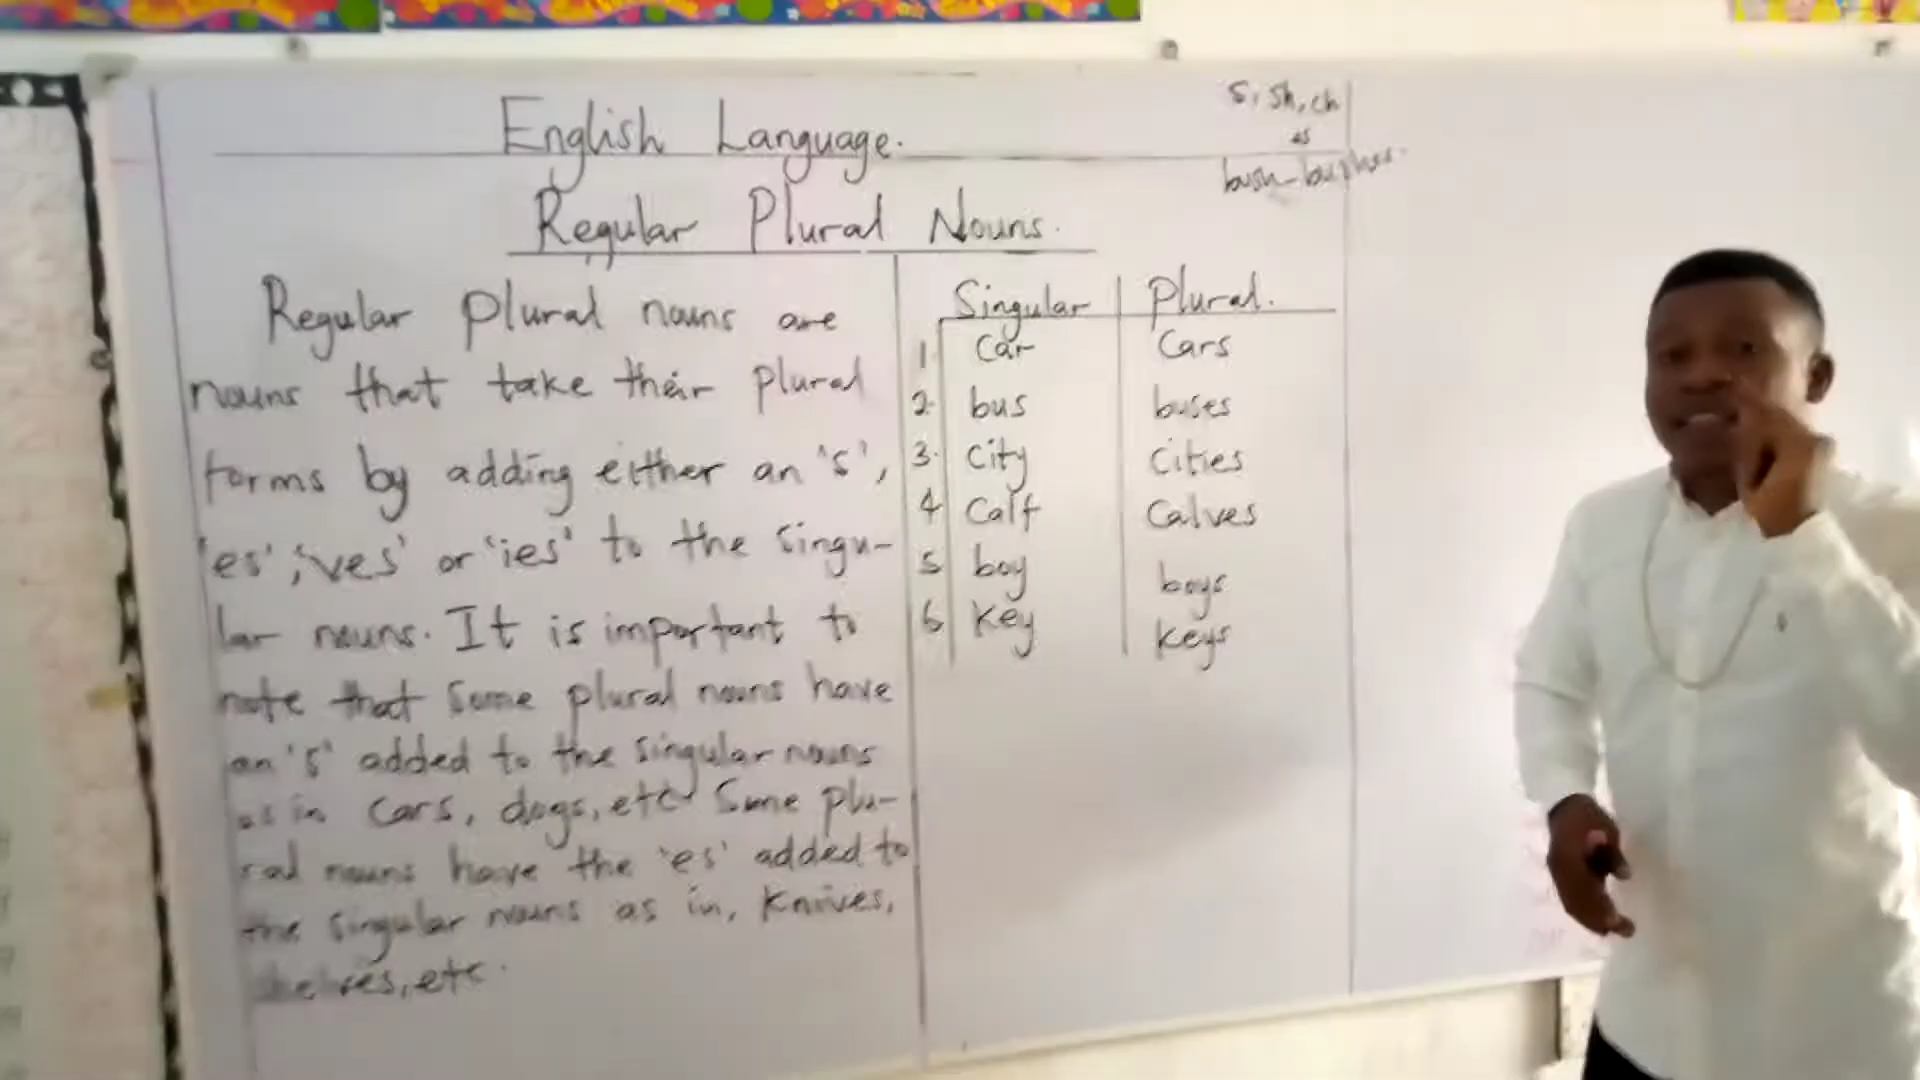 English Language.
Regular Plural Nouns.
s, sh, ch
es
bush - bushes.
Regular plural nouns are
nouns that take their plural
forms by adding either an 's',
'es', 'ves' or 'ies' to the singu-
lar nouns. It is important to
note that some plural nouns have
an 's' added to the singular nouns
as in cars, dogs, etc. Some plu-
ral nouns have the 'es' added to
the singular nouns as in, knives,
shelves, etc.
Singular Plural.
1 Car Cars
2. bus buses
3. City Cities
4 Calf Calves
5 boy boys
6 key keys